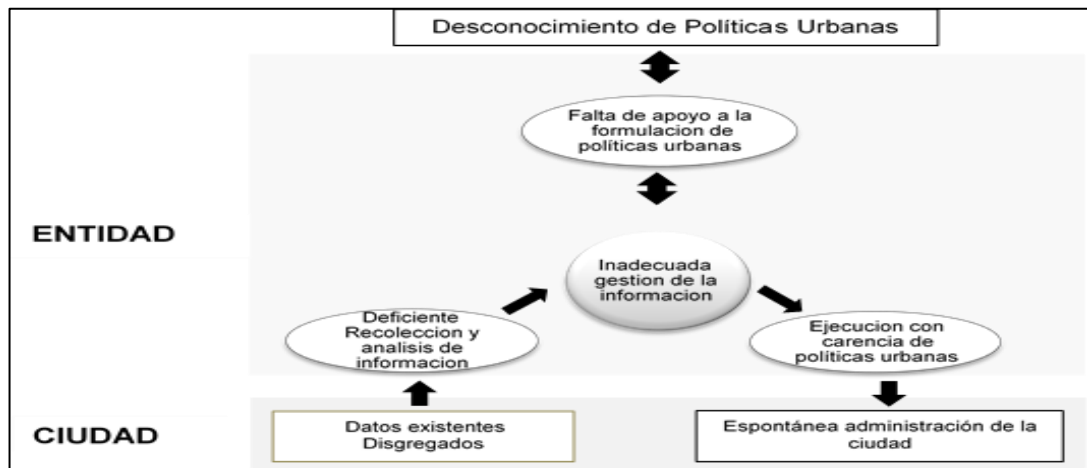 Desconocimiento de Políticas Urbanas
Falta de apoyo a la
formulacion de
políticas urbanas
ENTIDAD
Inadecuada
gestion de la
informacion
Deficiente
Recoleccion y
analisis de
informacion
Ejecucion con
carencia de
políticas urbanas
CIUDAD
Datos existentes
Disgregados
Espontánea administración de la
ciudad